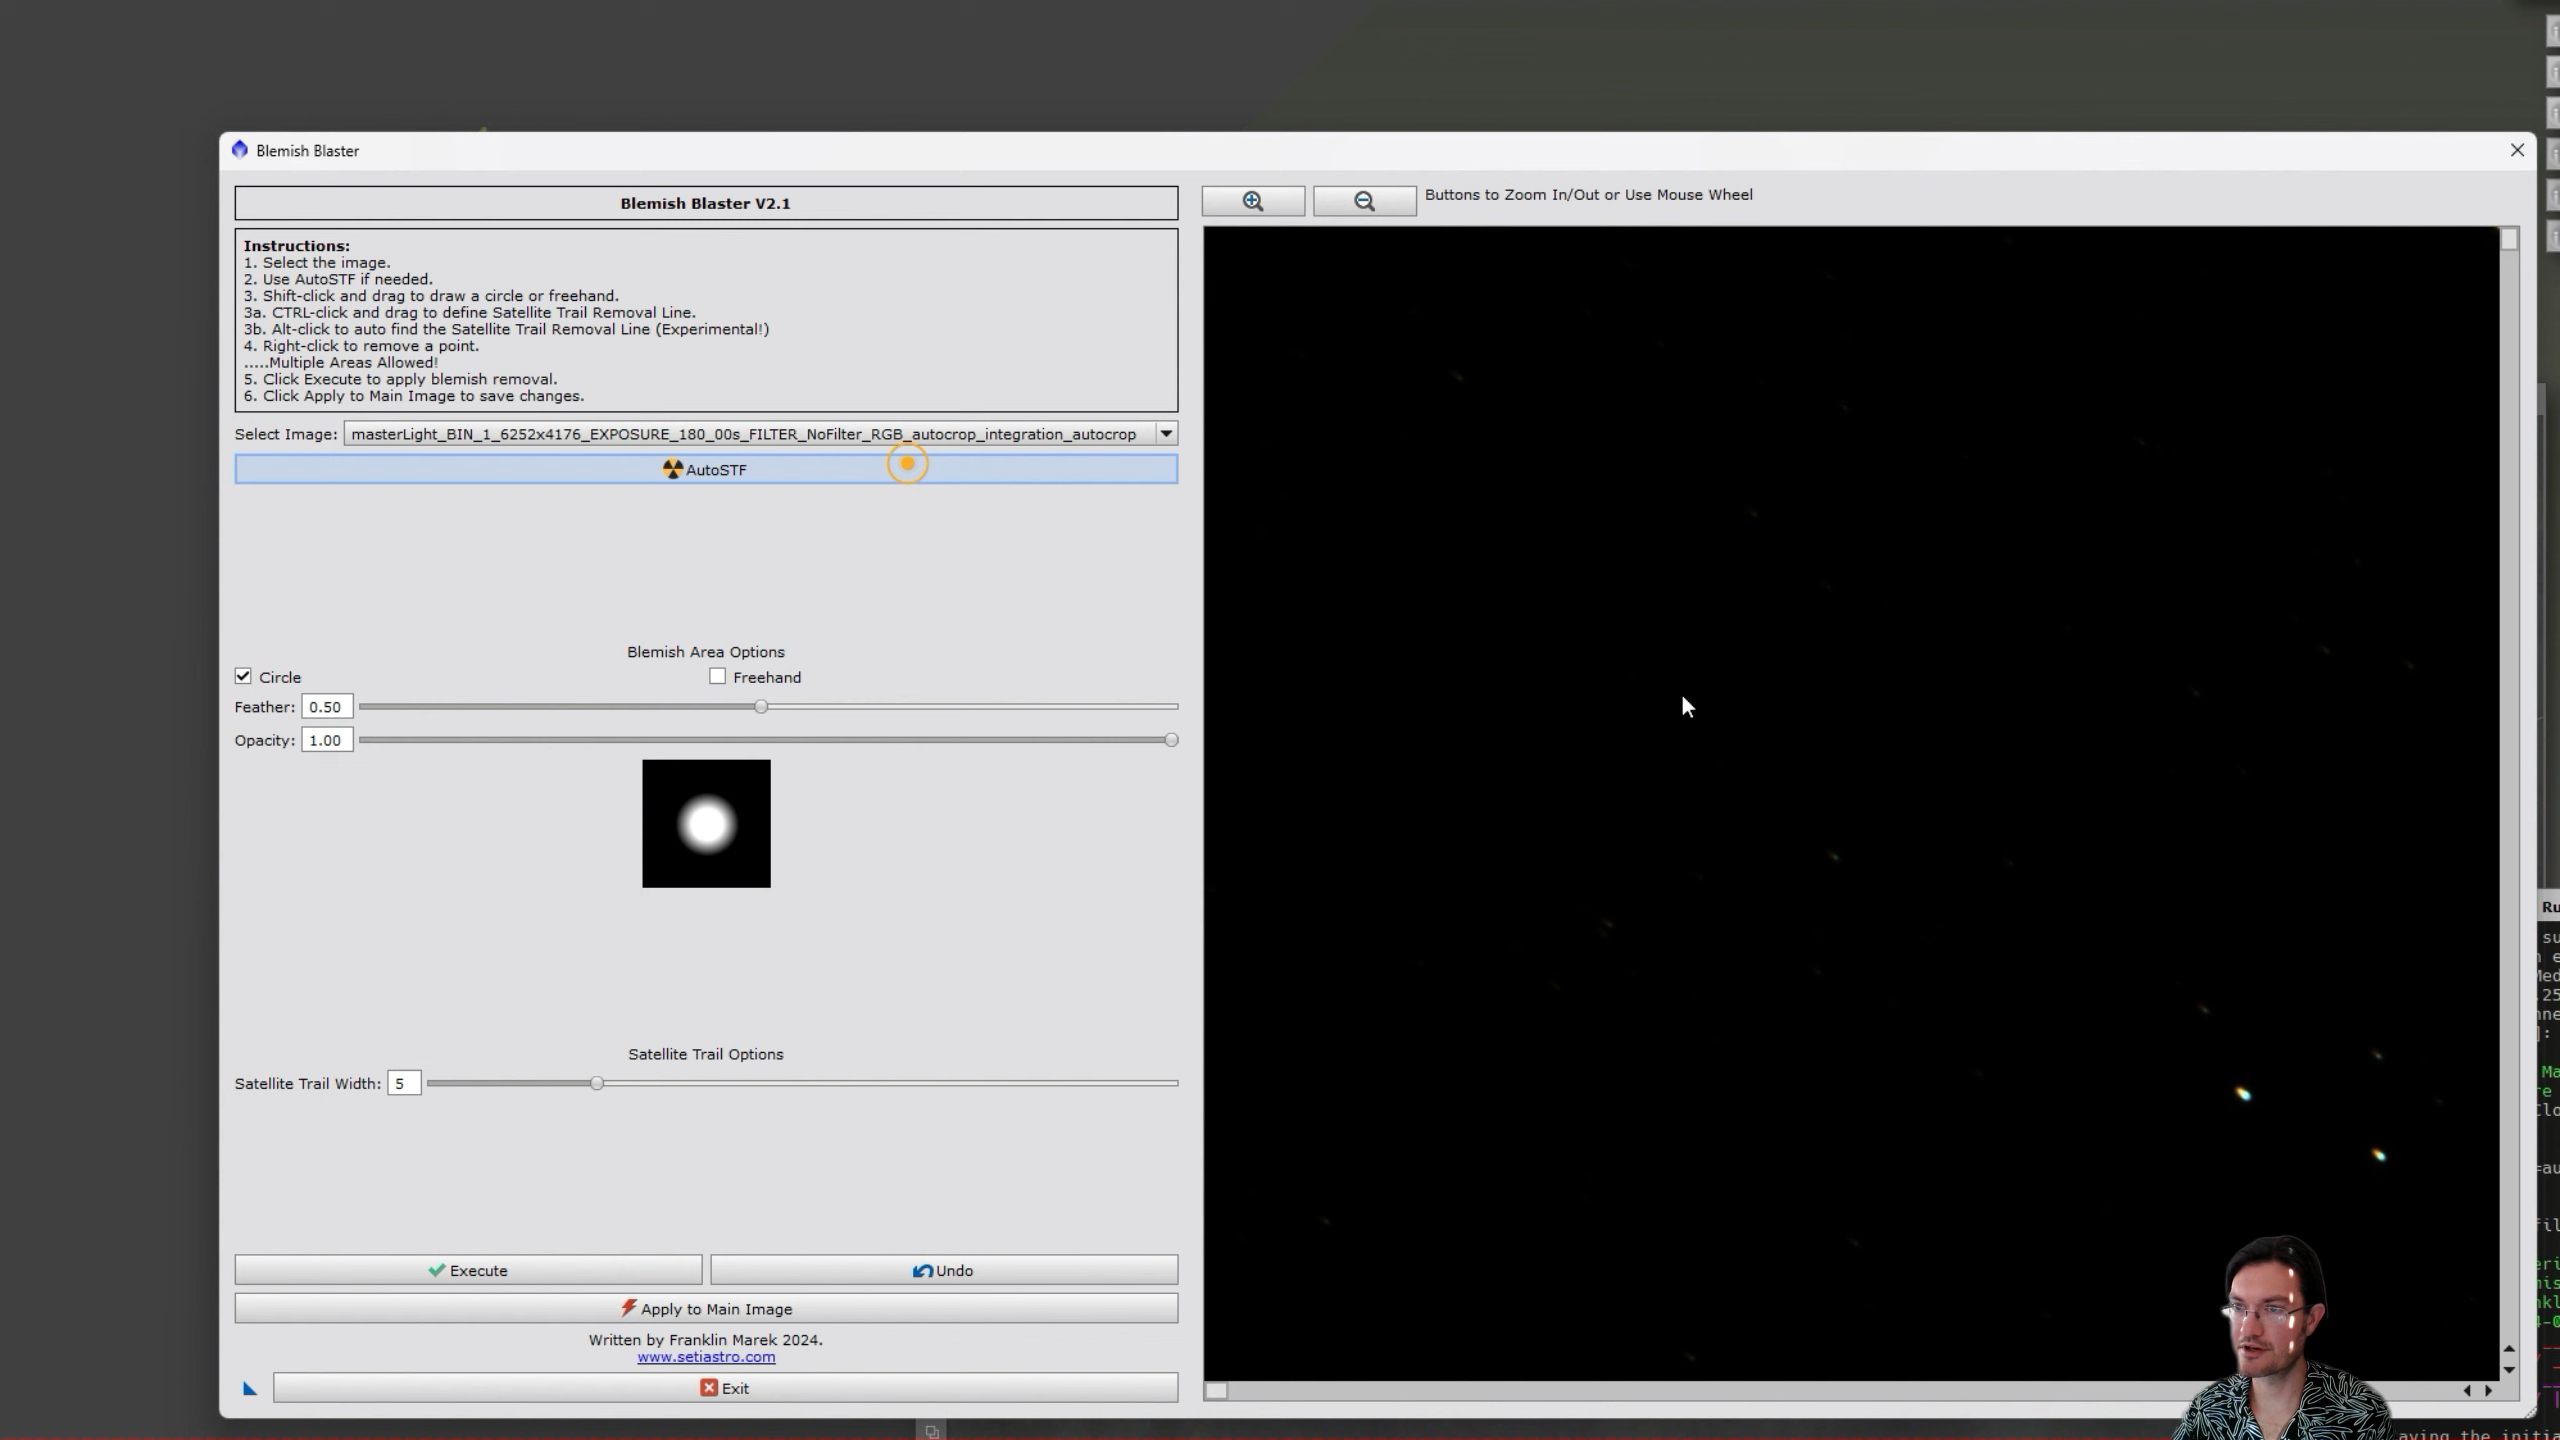 Blemish Blaster
Blemish Blaster V2.1
Buttons to Zoom In/Out or Use Mouse Wheel
Instructions:
1. Select the image.
2. Use AutoSTF if needed.
3. Shift-click and drag to draw a circle or freehand.
3a. CTRL-click and drag to define Satellite Trail Removal Line.
3b. Alt-click to auto find the Satellite Trail Removal Line (Experimental!)
4. Right-click to remove a point.
.....Multiple Areas Allowed!
5. Click Execute to apply blemish removal.
6. Click Apply to Main Image to save changes.
Select Image: masterLight_BIN_1_6252x4176_EXPOSURE_180_00s_FILTER_NoFilter_RGB_autocrop_integration_autocrop
AutoSTF
Blemish Area Options
Circle Freehand
Feather: 0.50
Opacity: 1.00
Satellite Trail Options
Satellite Trail Width: 5
Execute Undo
Apply to Main Image
Written by Franklin Marek 2024.
www.setiastro.com
Exit
aving the initia